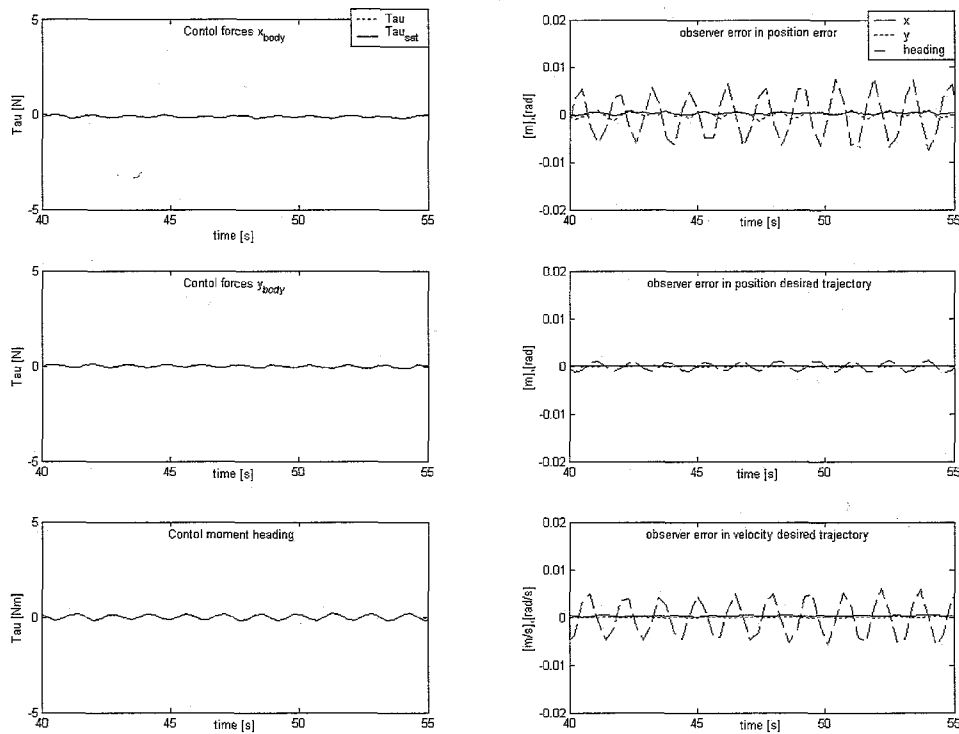 Contol forces x_body
Tau
Tau_sat
5
0
-5
Tau [N]
40
45
50
55
time [s]
observer error in position error
x
y
heading
0.02
0.01
0
-0.01
-0.02
[m],[rad]
40
45
50
55
time [s]
Contol forces y_body
5
0
-5
Tau [N]
40
45
50
55
time [s]
observer error in position desired trajectory
0.02
0.01
0
-0.01
-0.02
[m],[rad]
40
45
50
55
time [s]
Contol moment heading
5
0
-5
Tau [Nm]
40
45
50
55
time [s]
observer error in velocity desired trajectory
0.02
0.01
0
-0.01
-0.02
[m/s],[rad/s]
40
45
50
55
time [s]